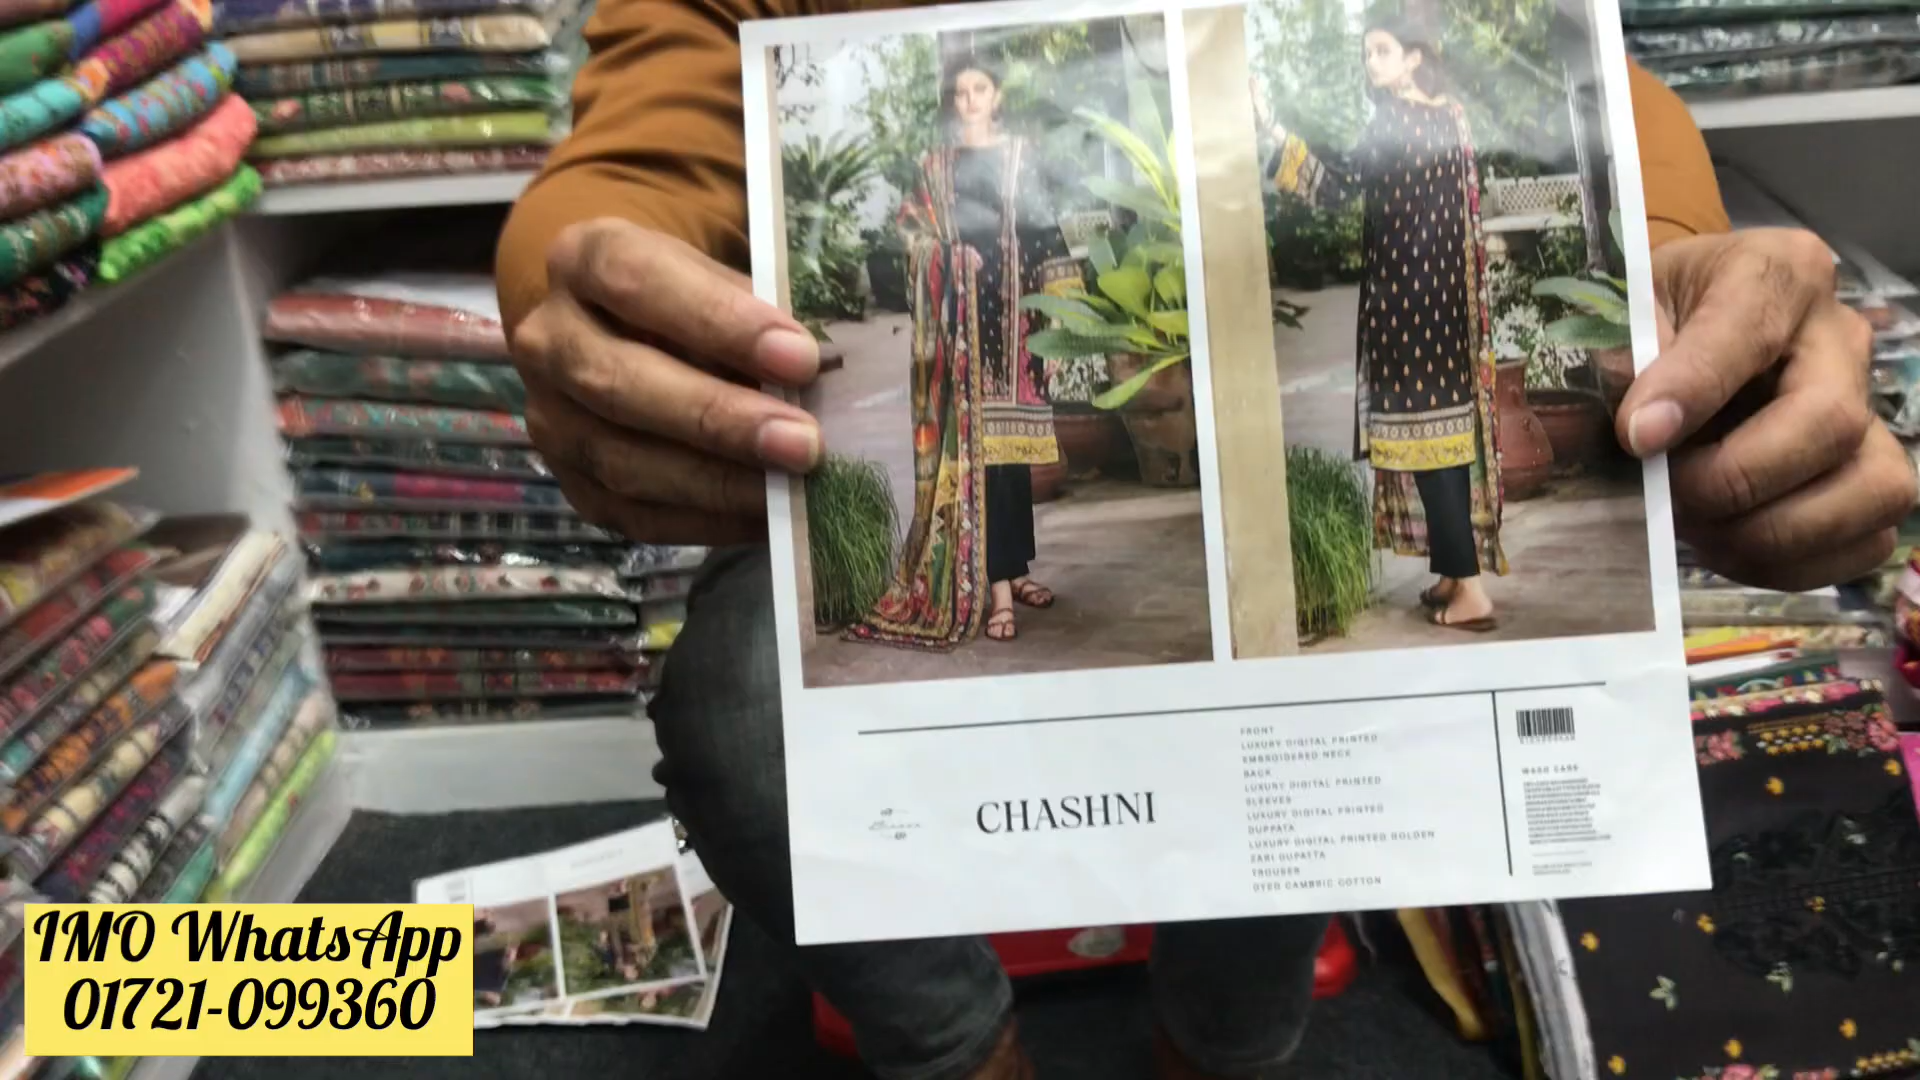 CHASHNI
FRONT
LUXURY DIGITAL PRINTED
EMBROIDERED NECK
BACK
LUXURY DIGITAL PRINTED
SLEEVES
LUXURY DIGITAL PRINTED
DUPPATA
LUXURY DIGITAL PRINTED GOLDEN
ZARI DUPATTA
TROUSER
DYED CAMBRIC COTTON
WASH CARE
IMO WhatsApp
01721-099360